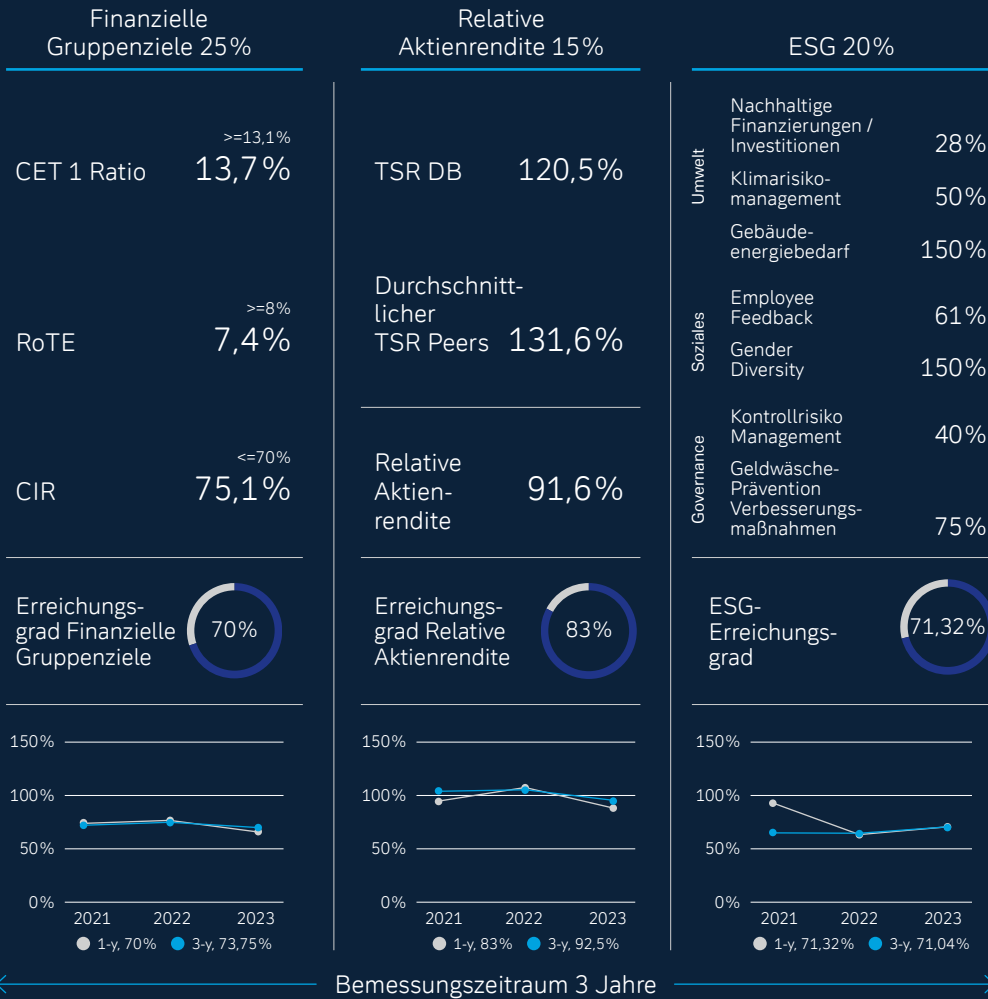 Finanzielle
Gruppenziele 25%
>=13,1%
CET 1 Ratio 13,7%
>=8%
RoTE 7,4%
<=70%
CIR 75,1%
Erreichungs-
grad Finanzielle
Gruppenziele
70%
150%
100%
50%
0%
2021 2022 2023
1-y, 70% 3-y, 73,75%
Relative
Aktienrendite 15%
TSR DB 120,5%
Durchschnitt-
licher
TSR Peers 131,6%
Relative
Aktien-
rendite
91,6%
Erreichungs-
grad Relative
Aktienrendite
83%
150%
100%
50%
0%
2021 2022 2023
1-y, 83% 3-y, 92,5%
ESG 20%
Umwelt
Nachhaltige
Finanzierungen /
Investitionen 28%
Klimarisiko-
management 50%
Gebäude-
energiebedarf 150%
Soziales
Employee
Feedback 61%
Gender
Diversity 150%
Governance
Kontrollrisiko
Management 40%
Geldwäsche-
Prävention
Verbesserungs-
maßnahmen 75%
ESG-
Erreichungs-
grad
71,32%
150%
100%
50%
0%
2021 2022 2023
1-y, 71,32% 3-y, 71,04%
Bemessungszeitraum 3 Jahre